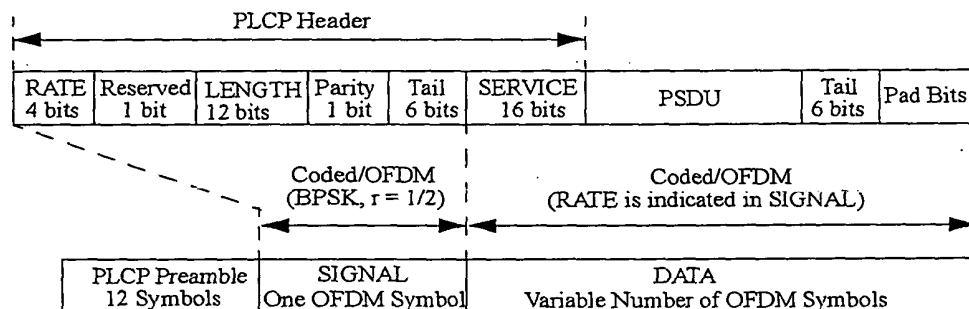 PLCP Header
RATE Reserved LENGTH Parity Tail SERVICE PSDU Tail Pad Bits
4 bits 1 bit 12 bits 1 bit 6 bits 16 bits 6 bits
Coded/OFDM Coded/OFDM
(BPSK, r = 1/2) (RATE is indicated in SIGNAL)
PLCP Preamble SIGNAL DATA
12 Symbols One OFDM Symbol Variable Number of OFDM Symbols